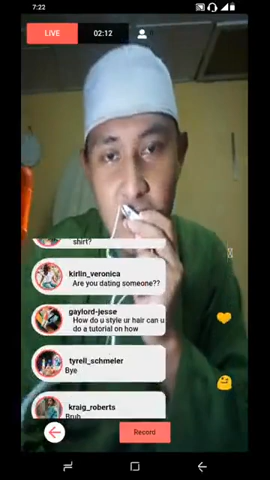 7:22
LIVE
02:12
shirt?
kirlin_veronica
Are you dating someone??
gaylord-jesse
How do u style ur hair can u
do a tutorial on how
tyrell_schmeler
Bye
kraig_roberts
Bruh
Record